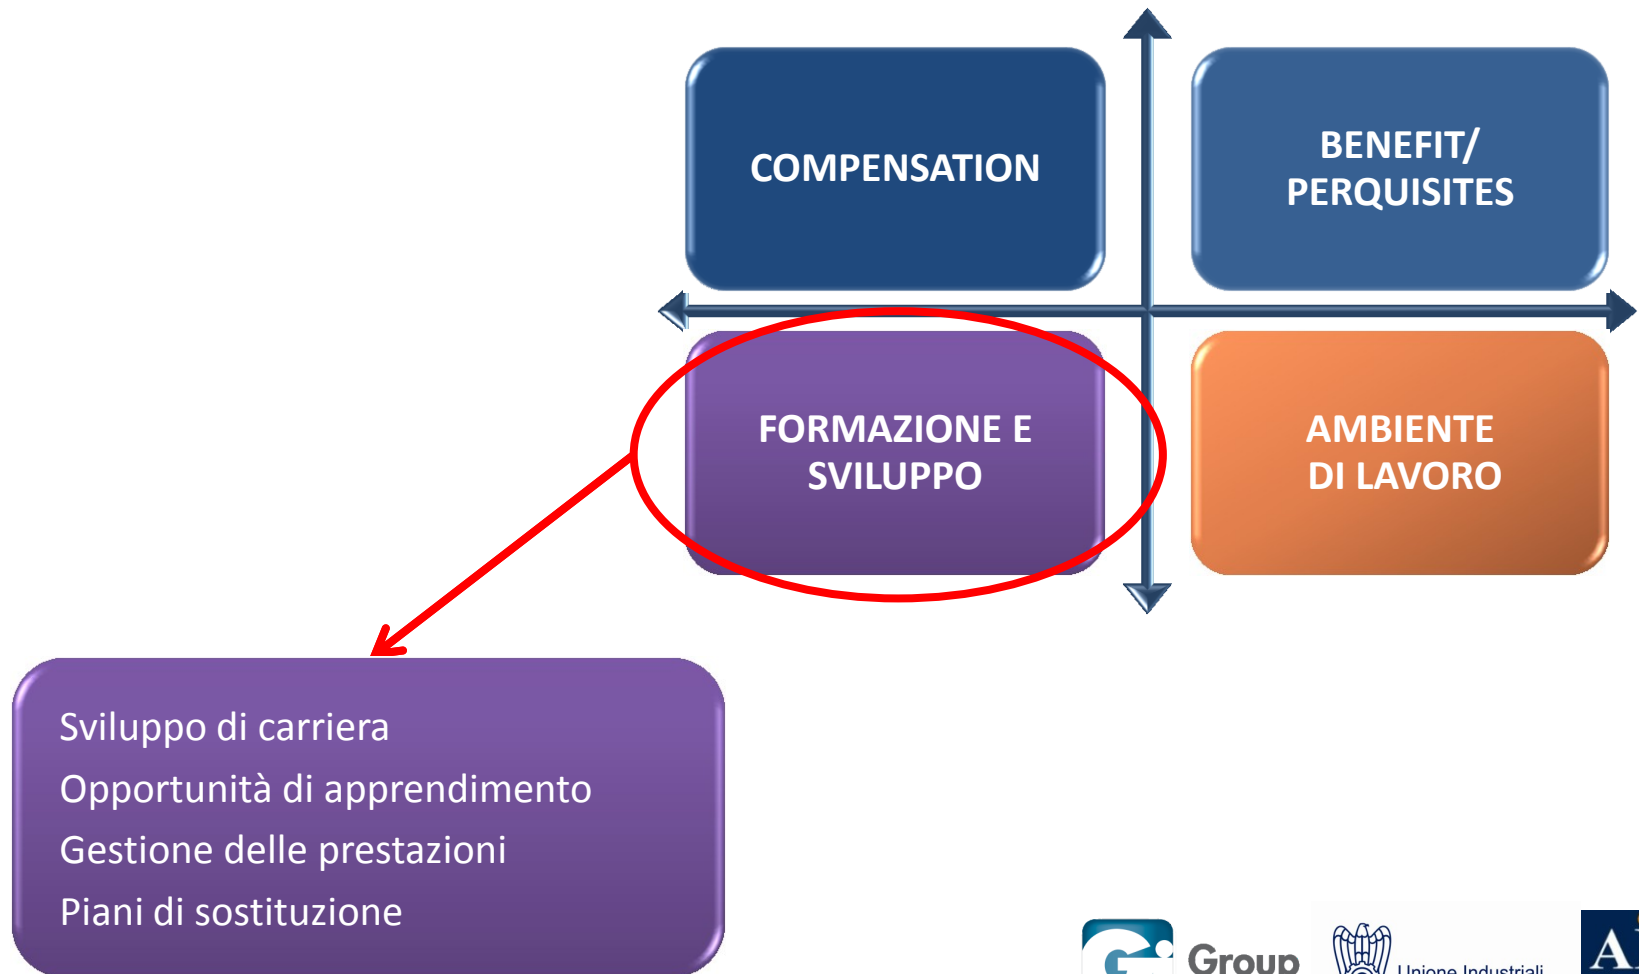 COMPENSATION
BENEFIT/
PERQUISITES
FORMAZIONE E
SVILUPPO
AMBIENTE
DI LAVORO
Sviluppo di carriera
Opportunità di apprendimento
Gestione delle prestazioni
Piani di sostituzione
Gi Group
Unione Industriali